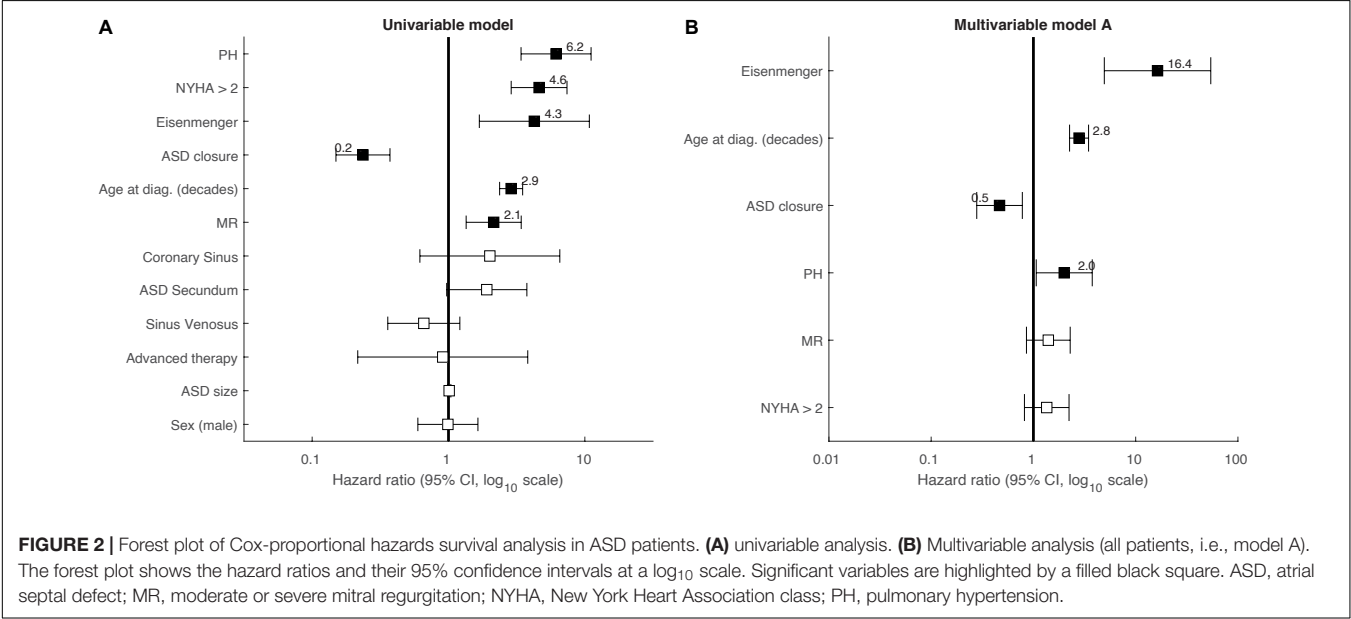 A
Univariable model
PH
6.2
NYHA > 2
4.6
Eisenmenger
4.3
ASD closure
0.2
Age at diag. (decades)
2.9
MR
2.1
Coronary Sinus
ASD Secundum
Sinus Venosus
Advanced therapy
ASD size
Sex (male)
0.1 1 10
Hazard ratio (95% CI, log10 scale)
B
Multivariable model A
Eisenmenger
16.4
Age at diag. (decades)
2.8
ASD closure
0.5
PH
2.0
MR
NYHA > 2
0.01 0.1 1 10 100
Hazard ratio (95% CI, log10 scale)
FIGURE 2 | Forest plot of Cox-proportional hazards survival analysis in ASD patients. (A) univariable analysis. (B) Multivariable analysis (all patients, i.e., model A).
The forest plot shows the hazard ratios and their 95% confidence intervals at a log10 scale. Significant variables are highlighted by a filled black square. ASD, atrial
septal defect; MR, moderate or severe mitral regurgitation; NYHA, New York Heart Association class; PH, pulmonary hypertension.